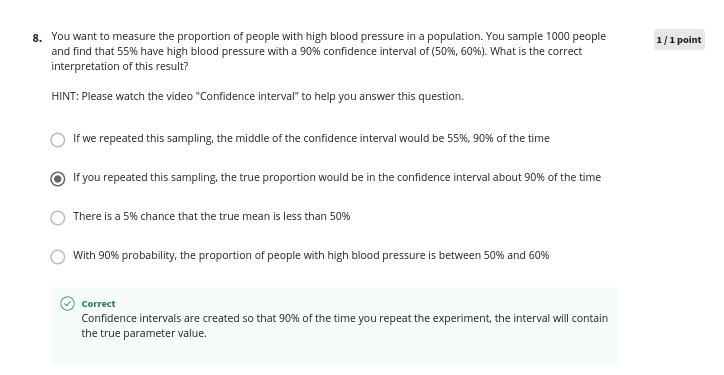 8. You want to measure the proportion of people with high blood pressure in a population. You sample 1000 people
and find that 55% have high blood pressure with a 90% confidence interval of (50%, 60%). What is the correct
interpretation of this result?
1 / 1 point
HINT: Please watch the video "Confidence interval" to help you answer this question.
If we repeated this sampling, the middle of the confidence interval would be 55%, 90% of the time
If you repeated this sampling, the true proportion would be in the confidence interval about 90% of the time
There is a 5% chance that the true mean is less than 50%
With 90% probability, the proportion of people with high blood pressure is between 50% and 60%
Correct
Confidence intervals are created so that 90% of the time you repeat the experiment, the interval will contain
the true parameter value.